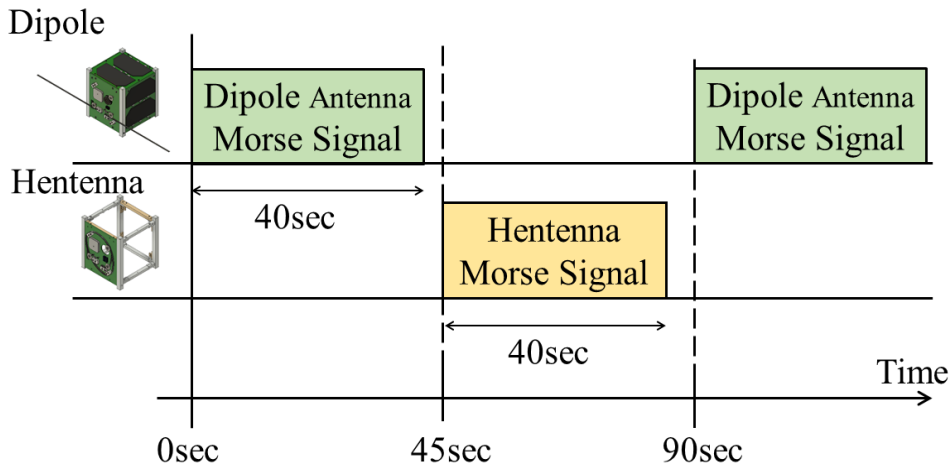 Dipole
Dipole Antenna
Morse Signal
Dipole Antenna
Morse Signal
Hentenna
40sec
Hentenna
Morse Signal
40sec
Time
0sec
45sec
90sec